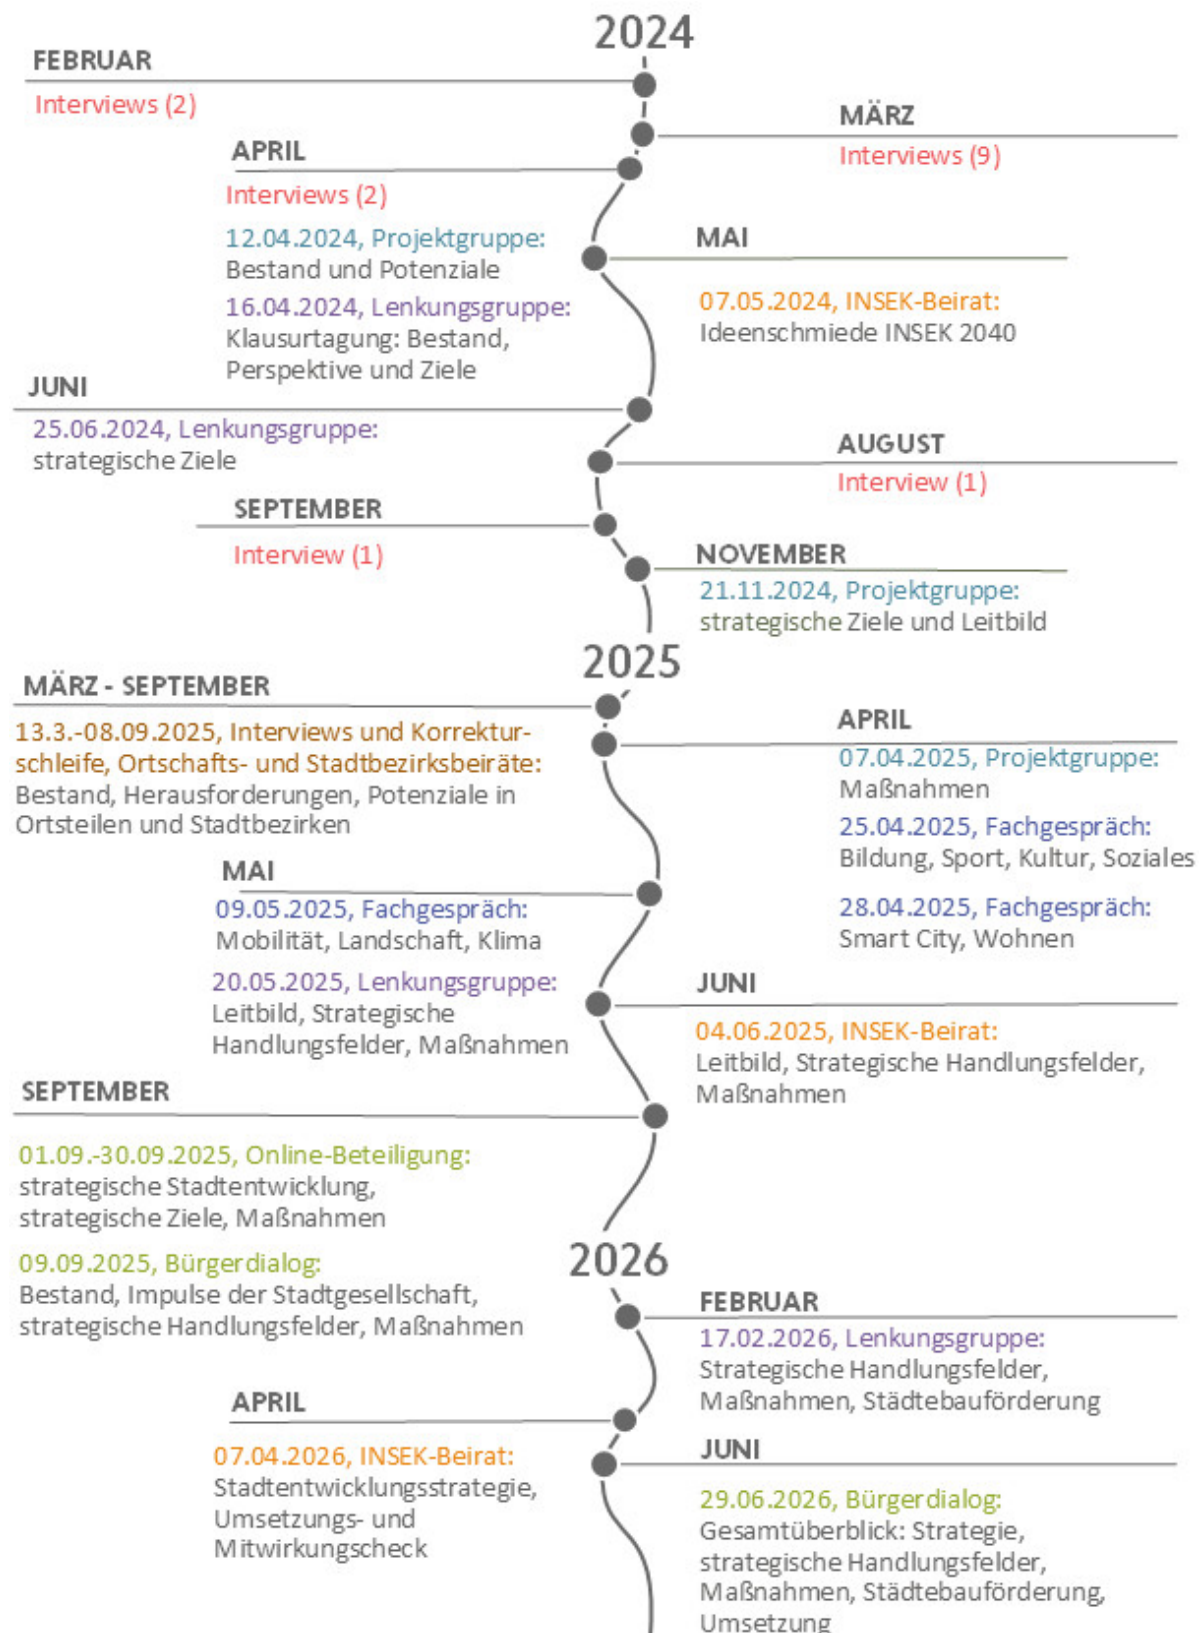 2024
FEBRUAR
Interviews (2)
MÄRZ
Interviews (9)
APRIL
Interviews (2)
12.04.2024, Projektgruppe:
Bestand und Potenziale
16.04.2024, Lenkungsgruppe:
Klausurtagung: Bestand,
Perspektive und Ziele
MAI
07.05.2024, INSEK-Beirat:
Ideenschmiede INSEK 2040
JUNI
25.06.2024, Lenkungsgruppe:
strategische Ziele
AUGUST
Interview (1)
SEPTEMBER
Interview (1)
NOVEMBER
21.11.2024, Projektgruppe:
strategische Ziele und Leitbild
2025
MÄRZ - SEPTEMBER
13.3.-08.09.2025, Interviews und Korrektur-
schleife, Ortschafts- und Stadtbezirksbeiräte:
Bestand, Herausforderungen, Potenziale in
Ortsteilen und Stadtbezirken
APRIL
07.04.2025, Projektgruppe:
Maßnahmen
25.04.2025, Fachgespräch:
Bildung, Sport, Kultur, Soziales
28.04.2025, Fachgespräch:
Smart City, Wohnen
MAI
09.05.2025, Fachgespräch:
Mobilität, Landschaft, Klima
20.05.2025, Lenkungsgruppe:
Leitbild, Strategische
Handlungsfelder, Maßnahmen
JUNI
04.06.2025, INSEK-Beirat:
Leitbild, Strategische Handlungsfelder,
Maßnahmen
SEPTEMBER
01.09.-30.09.2025, Online-Beteiligung:
strategische Stadtentwicklung,
strategische Ziele, Maßnahmen
09.09.2025, Bürgerdialog:
Bestand, Impulse der Stadtgesellschaft,
strategische Handlungsfelder, Maßnahmen
2026
FEBRUAR
17.02.2026, Lenkungsgruppe:
Strategische Handlungsfelder,
Maßnahmen, Städtebauförderung
APRIL
07.04.2026, INSEK-Beirat:
Stadtentwicklungsstrategie,
Umsetzungs- und
Mitwirkungscheck
JUNI
29.06.2026, Bürgerdialog:
Gesamtüberblick: Strategie,
strategische Handlungsfelder,
Maßnahmen, Städtebauförderung,
Umsetzung